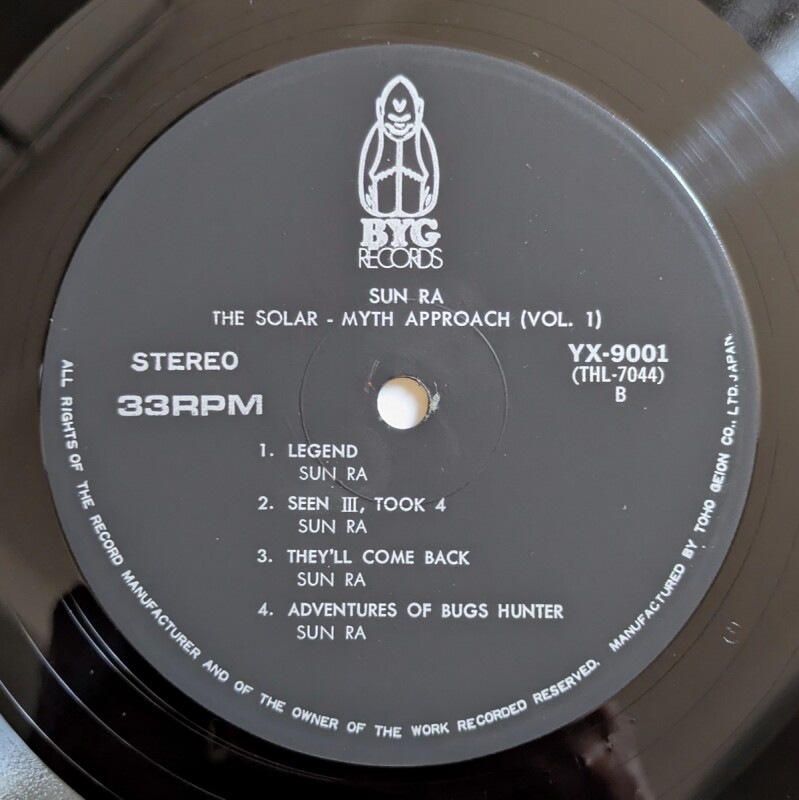 BYG
RECORDS
SUN RA
THE SOLAR - MYTH APPROACH (VOL. 1)
STEREO
33RPM
YX-9001
(THL-7044)
B
1. LEGEND
SUN RA
2. SEEN III, TOOK 4
SUN RA
3. THEY'LL COME BACK
SUN RA
4. ADVENTURES OF BUGS HUNTER
SUN RA
ALL RIGHTS OF THE RECORD MANUFACTURER AND OF THE OWNER OF THE WORK RECORDED RESERVED. MANUFACTURED BY TOHO GEION CO., LTD. JAPAN.